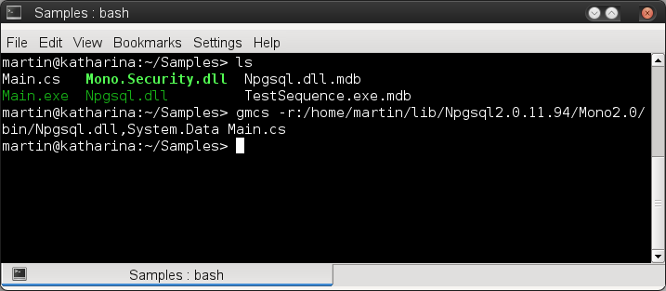 Samples : bash
File Edit View Bookmarks Settings Help
martin@katharina:~/Samples> ls
Main.cs   Mono.Security.dll  Npgsql.dll.mdb
Main.exe  Npgsql.dll         TestSequence.exe.mdb
martin@katharina:~/Samples> gmcs -r:/home/martin/lib/Npgsql2.0.11.94/Mono2.0/
bin/Npgsql.dll,System.Data Main.cs
martin@katharina:~/Samples>
Samples : bash